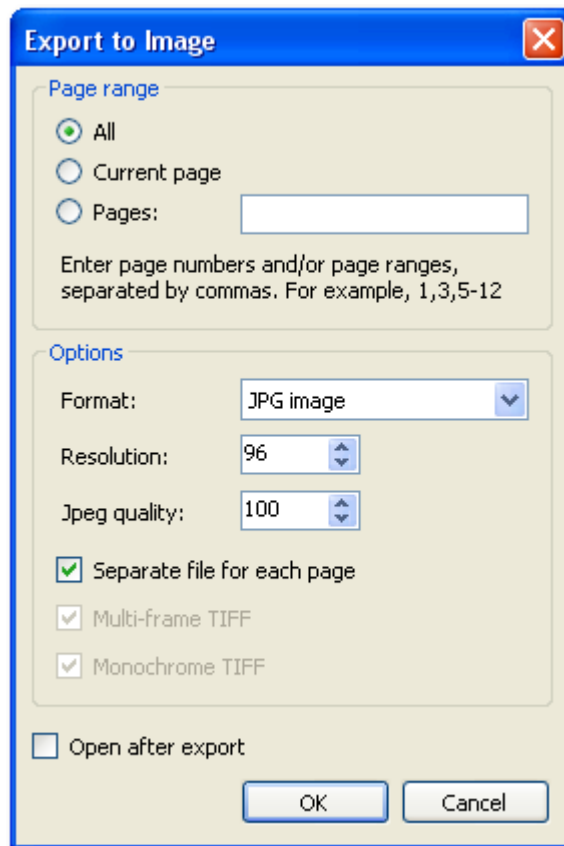 Export to Image
Page range
All
Current page
Pages:
Enter page numbers and/or page ranges,
separated by commas. For example, 1,3,5-12
Options
Format: JPG image
Resolution: 96
Jpeg quality: 100
Separate file for each page
Multi-frame TIFF
Monochrome TIFF
Open after export
OK Cancel